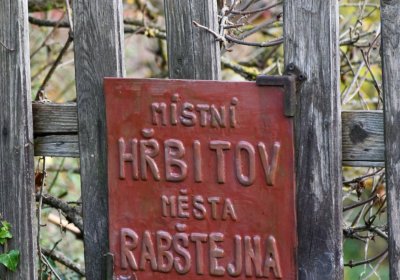 MÍSTNÍ
HŘBITOV
MĚSTA
RABŠTEJNA